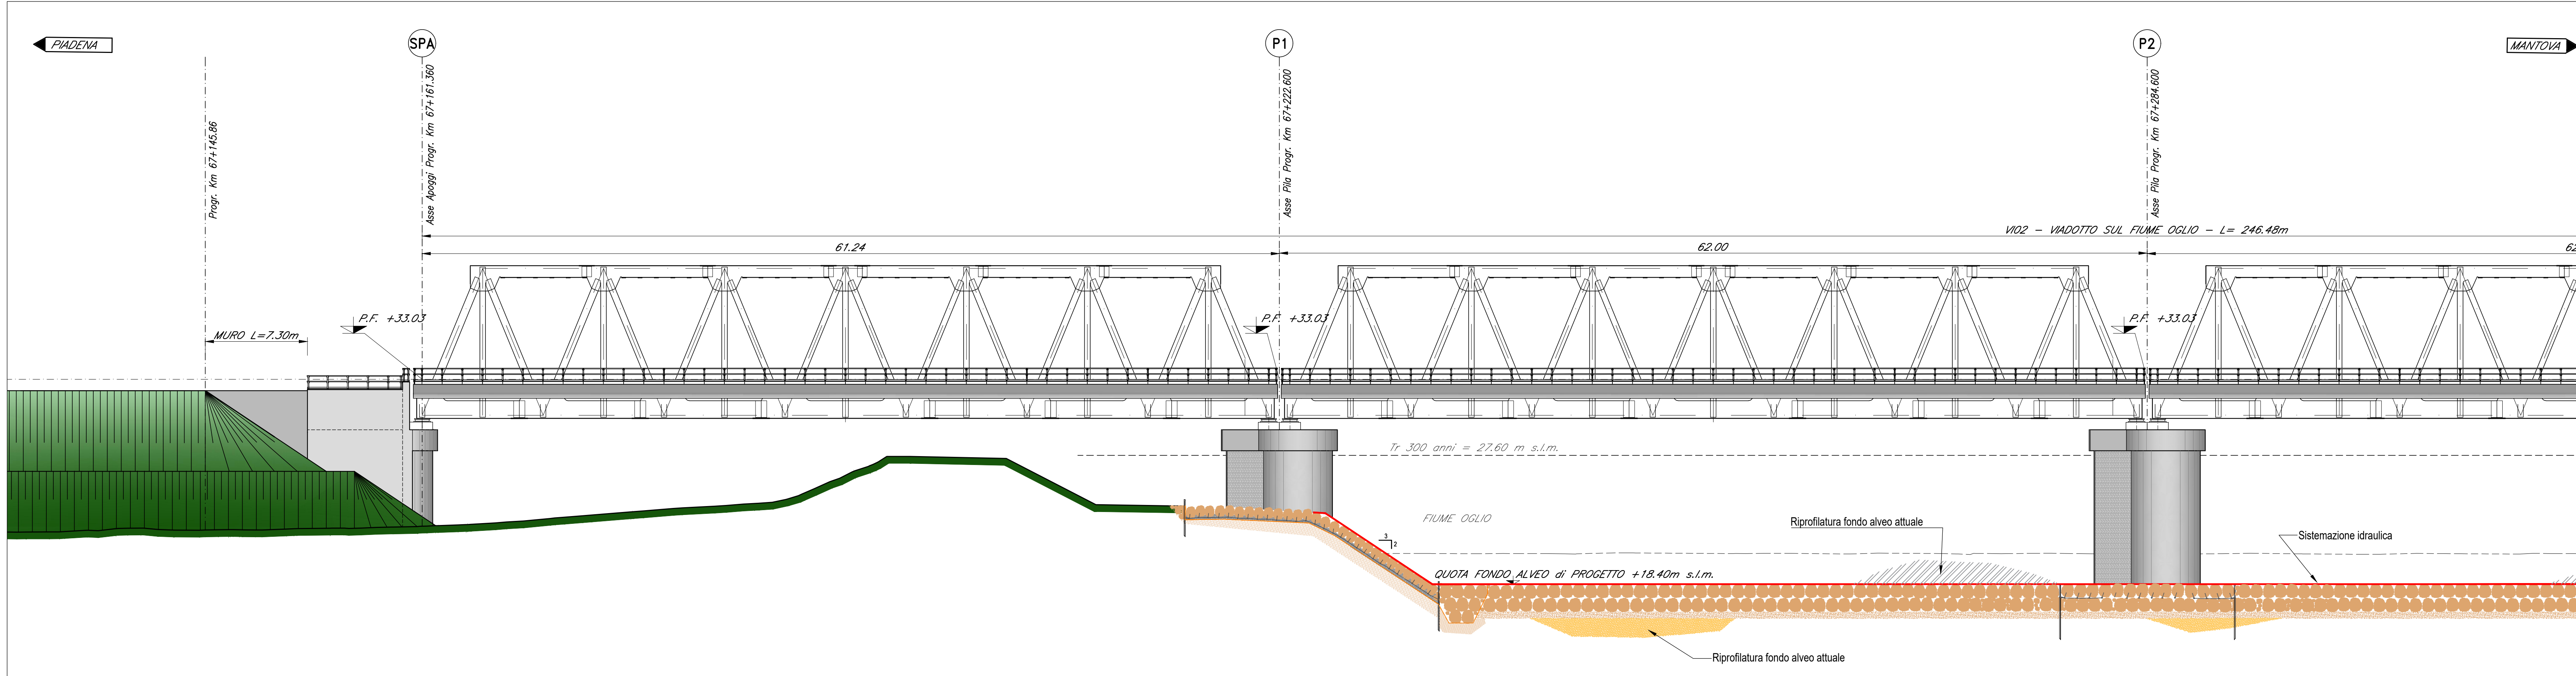 PIADENA
SPA
P1
P2
MANTOVA
Progr. Km 67+145.86
Asse Apoggi Progr. Km 67+161.360
Asse Pila Progr. Km 67+222.600
Asse Pila Progr. Km 67+284.600
VI02 - VIADOTTO SUL FIUME OGLIO - L= 246.48m
61.24
62.00
P.F. +33.03
P.F. +33.03
P.F. +33.03
MURO L=7.30m
Tr 300 anni = 27.60 m s.l.m.
FIUME OGLIO
Riprofilatura fondo alveo attuale
Sistemazione idraulica
3
2
QUOTA FONDO ALVEO di PROGETTO +18.40m s.l.m.
Riprofilatura fondo alveo attuale